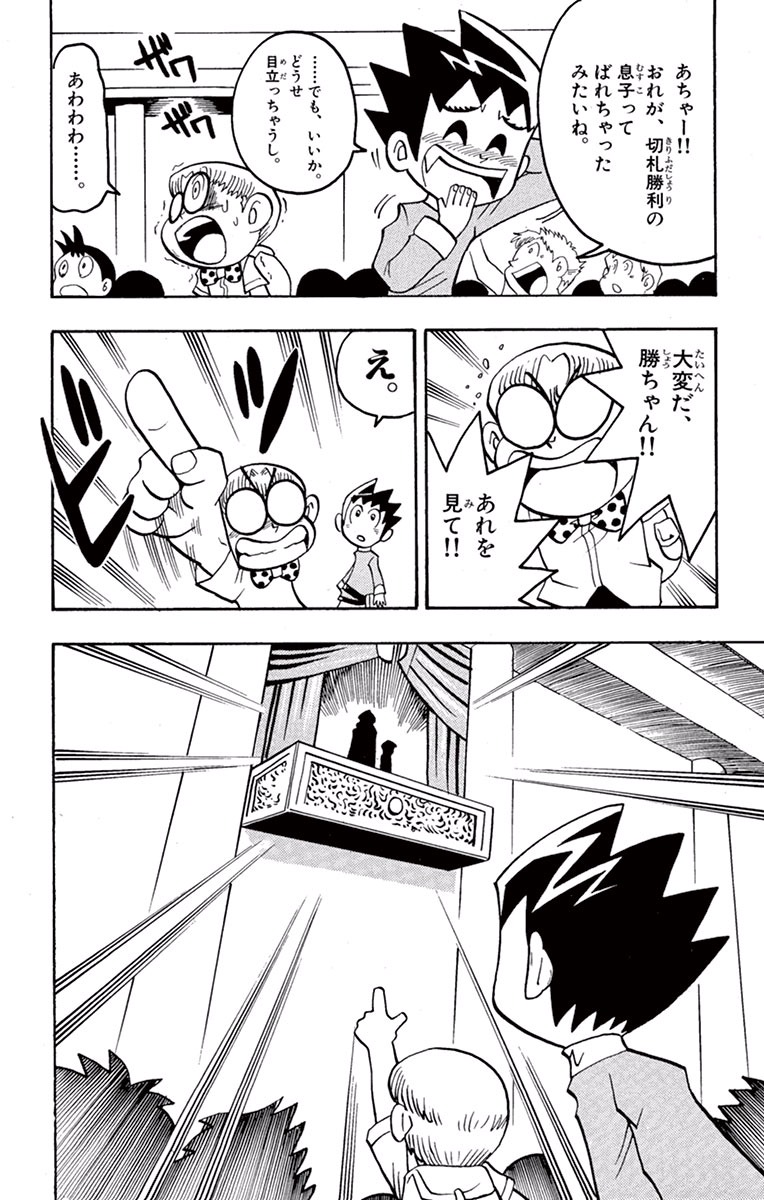 あちゃー!!
おれが、切札勝利の
息子って
ばれちゃった
みたいね。
……でも、いいか。
どうせ
目立っちゃうし。
ザワ
ザワ
あわわわ……。
大変だ、
勝ちゃん!!
あれを
見て!!
え。
ビビッ